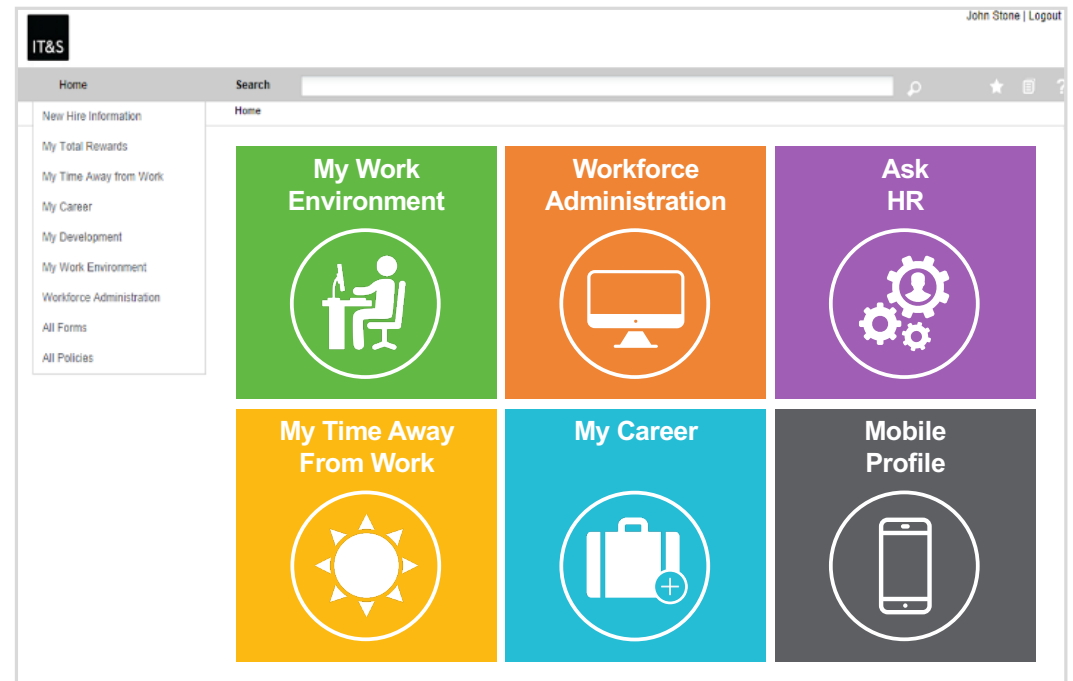 John Stone | Logout
IT&S
Home
Search
?
Home
New Hire Information
My Total Rewards
My Time Away from Work
My Career
My Development
My Work Environment
Workforce Administration
All Forms
All Policies
My Work
Environment
Workforce
Administration
Ask
HR
My Time Away
From Work
My Career
Mobile
Profile